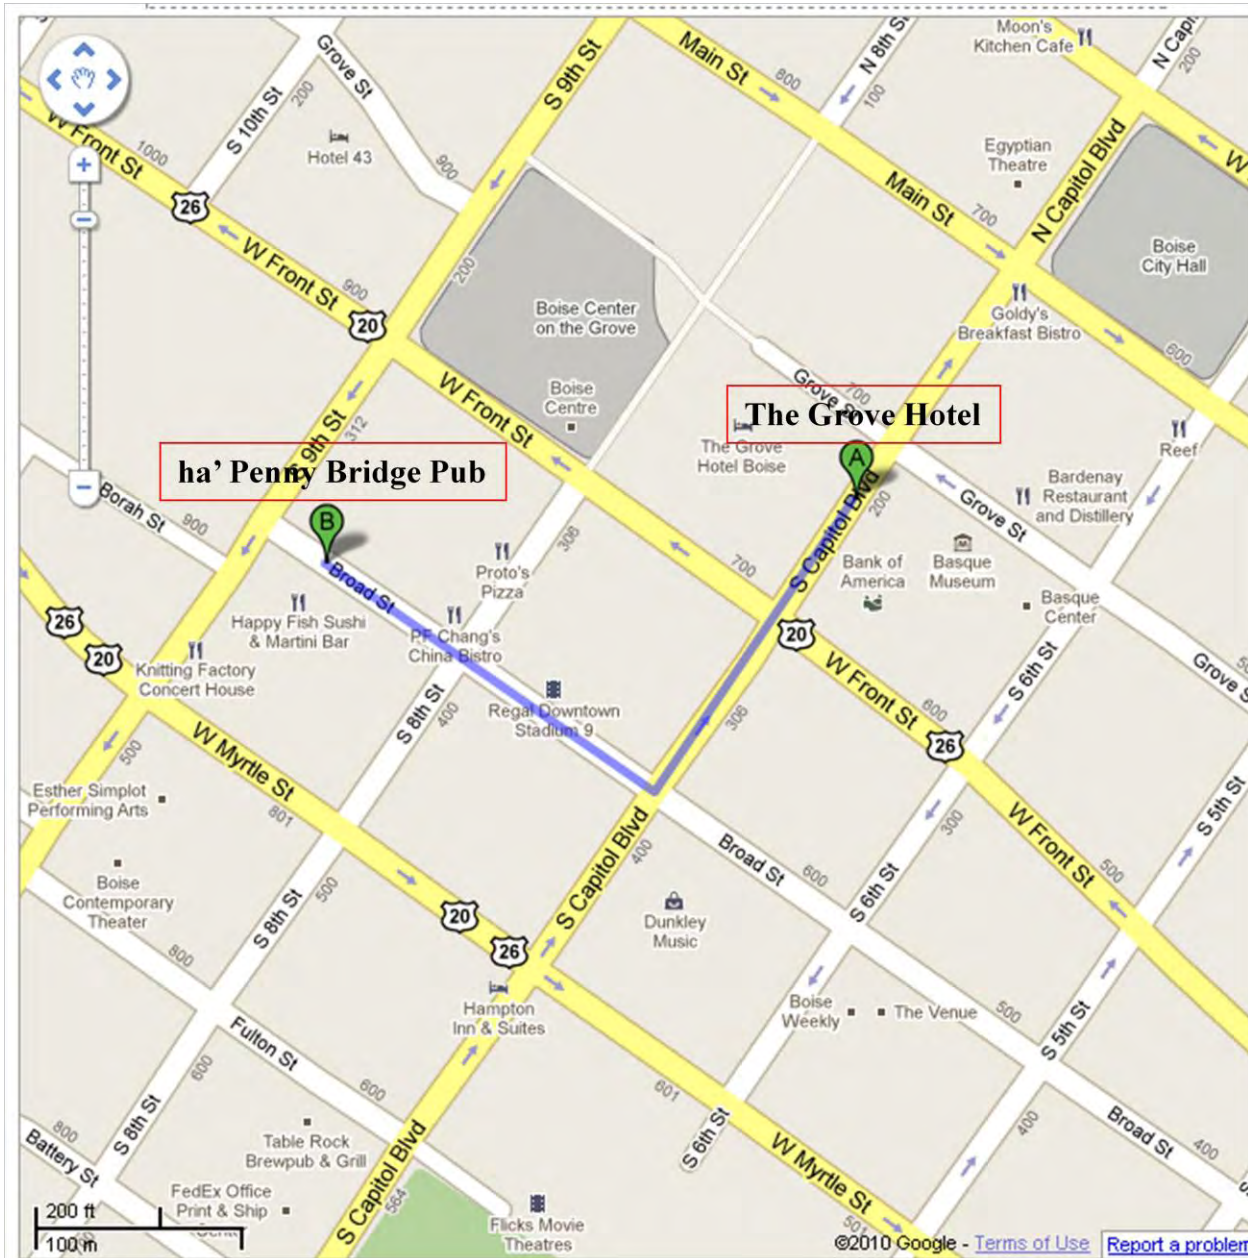 Moon's
Kitchen Cafe
Main St
800
N 8th St
100
N Capi
200
Grove St
S 9th St
S 10th St
200
W Front St
1000
Hotel 43
900
26
Egyptian
Theatre
N Capitol Blvd
Main St
700
Boise
City Hall
W Front St
900
20
200
Boise Center
on the Grove
Goldy's
Breakfast Bistro
600
W Front St
Boise
Centre
Grove St
700
The Grove Hotel
The Grove
Hotel Boise
S 9th St
312
ha' Penny Bridge Pub
Reef
A
S Capitol Blvd
200
Bardenay
Restaurant
and Distillery
Grove St
Borah St
900
B
Broad St
306
Proto's
Pizza
700
Bank of
America
Basque
Museum
Basque
Center
26
20
Happy Fish Sushi
& Martini Bar
PF Chang's
China Bistro
20
W Front St
600
S 6th St
Grove S
Knitting Factory
Concert House
S 8th St
400
Regal Downtown
Stadium 9
306
26
500
W Myrtle St
801
Esther Simplot
Performing Arts
S Capitol Blvd
400
Broad St
600
300
W Front St
500
S 5th St
Boise
Contemporary
Theater
S 8th St
500
20
26
Dunkley
Music
S 6th St
800
Hampton
Inn & Suites
Boise
Weekly
The Venue
500
S 5th St
Fulton St
600
600
601
S 6th St
400
Broad St
400
Battery St
800
S 8th St
Table Rock
Brewpub & Grill
S Capitol Blvd
564
W Myrtle St
501
FedEx Office
Print & Ship
Flicks Movie
Theatres
200 ft
100 m
©2010 Google - Terms of Use
Report a problem